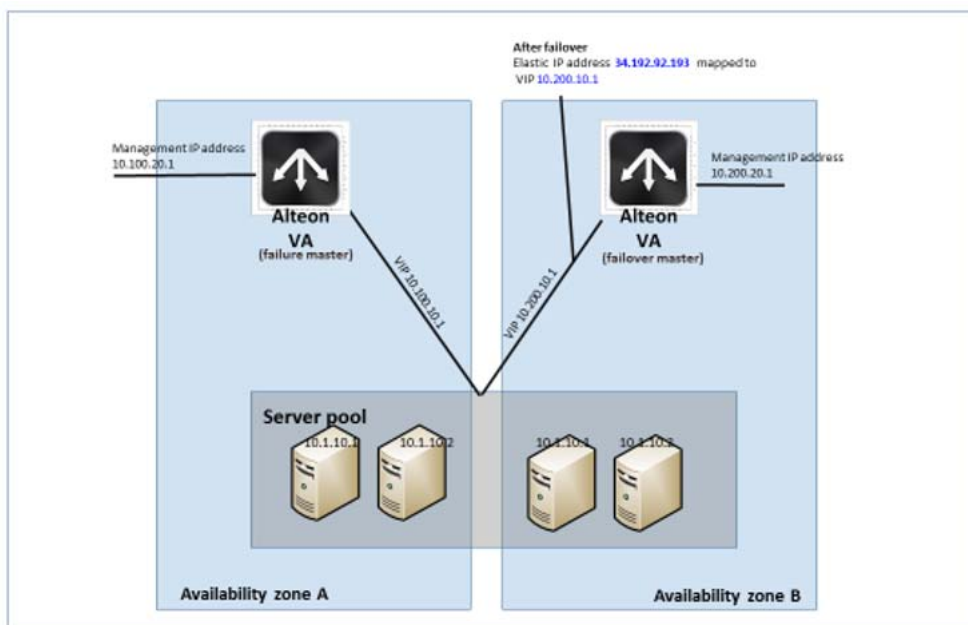 After failover
Elastic IP address 34.192.92.193 mapped to
VIP 10.200.10.1
Management IP address
10.100.20.1
Management IP address
10.200.20.1
Alteon
VA
(failure master)
Alteon
VA
(failover master)
VIP 10.100.10.1
VIP 10.200.10.1
Server pool
10.1.10.1
10.1.10.2
10.1.10.1
10.1.10.2
Availability zone A
Availability zone B